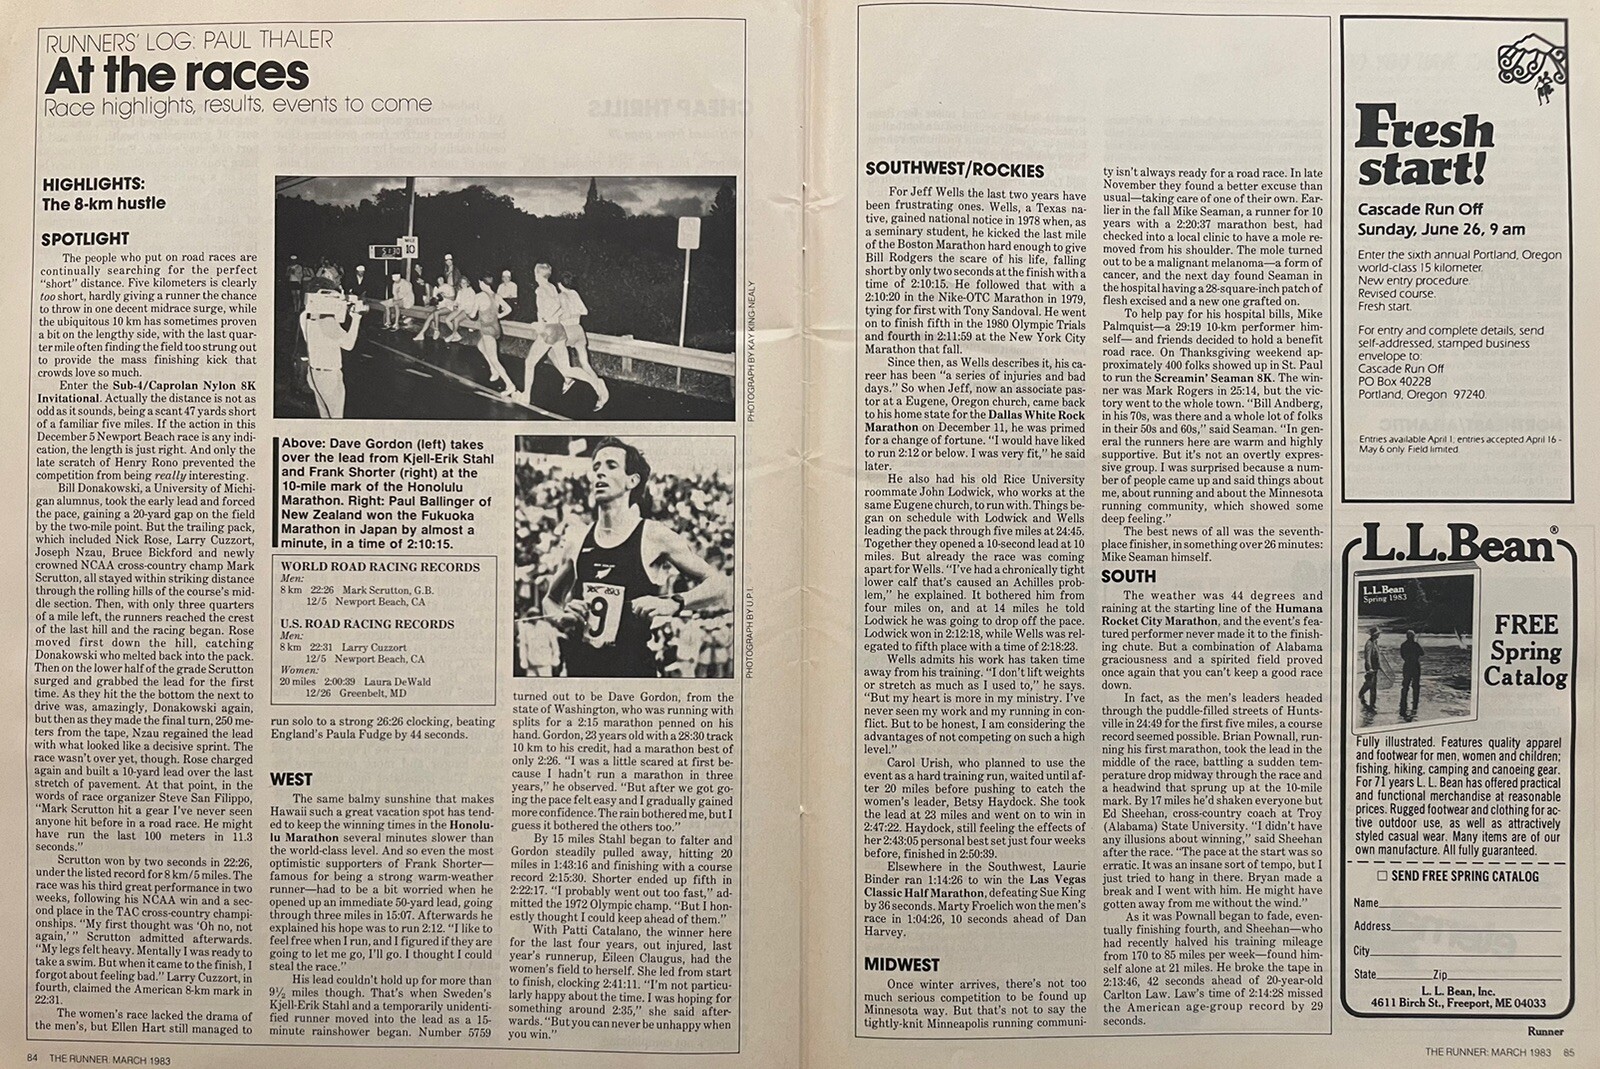 RUNNERS' LOG: PAUL THALER
At the races
Race highlights, results, events to come
HIGHLIGHTS:
The 8-km hustle
SPOTLIGHT
The people who put on road races are
continually searching for the perfect
"short" distance. Five kilometers is clearly
too short, hardly giving a runner the chance
to throw in one decent midrace surge, while
the ubiquitous 10 km has sometimes proven
a bit on the lengthy side, with the last quar-
ter mile often finding the field too strung out
to provide the mass finishing kick that
crowds love so much.
Enter the Sub-4/Caprolan Nylon 8K
Invitational. Actually the distance is not as
odd as it sounds, being a scant 47 yards short
of a familiar five miles. If the action in this
December 5 Newport Beach race is any indi-
cation, the length is just right. And only the
late scratch of Henry Rono prevented the
competition from being really interesting.
Bill Donakowski, a University of Michi-
gan alumnus, took the early lead and forced
the pace, gaining a 20-yard gap on the field
by the two-mile point. But the trailing pack,
which included Nick Rose, Larry Cuzzort,
Joseph Nzau, Bruce Bickford and newly
crowned NCAA cross-country champ Mark
Scrutton, all stayed within striking distance
through the rolling hills of the course's mid-
dle section. Then, with only three quarters
of a mile left, the runners reached the crest
of the last hill and the racing began. Rose
moved first down the hill, catching
Donakowski who melted back into the pack.
Then on the lower half of the grade Scrutton
surged and grabbed the lead for the first
time. As they hit the the bottom the next to
drive was, amazingly, Donakowski again,
but then as they made the final turn, 250 me-
ters from the tape, Nzau regained the lead
with what looked like a decisive sprint. The
race wasn't over yet, though. Rose charged
again and built a 10-yard lead over the last
stretch of pavement. At that point, in the
words of race organizer Steve San Filippo,
"Mark Scrutton hit a gear I've never seen
anyone hit before in a road race. He might
have run the last 100 meters in 11.3
seconds."
Scrutton won by two seconds in 22:26,
under the listed record for 8 km/5 miles. The
race was his third great performance in two
weeks, following his NCAA win and a sec-
ond place in the TAC cross-country champi-
onships. "My first thought was 'Oh no, not
again,' " Scrutton admitted afterwards.
"My legs felt heavy. Mentally I was ready to
take a swim. But when it came to the finish, I
forgot about feeling bad." Larry Cuzzort, in
fourth, claimed the American 8-km mark in
22:31.
The women's race lacked the drama of
the men's, but Ellen Hart still managed to
5:30
10
PHOTOGRAPH BY KAY KING-NEALY
Above: Dave Gordon (left) takes
over the lead from Kjell-Erik Stahl
and Frank Shorter (right) at the
10-mile mark of the Honolulu
Marathon. Right: Paul Ballinger of
New Zealand won the Fukuoka
Marathon in Japan by almost a
minute, in a time of 2:10:15.
WORLD ROAD RACING RECORDS
Men:
8 km 22:26 Mark Scrutton, G.B.
12/5 Newport Beach, CA
U.S. ROAD RACING RECORDS
Men:
8 km 22:31 Larry Cuzzort
12/5 Newport Beach, CA
Women:
20 miles 2:00:39 Laura DeWald
12/26 Greenbelt, MD
9
PHOTOGRAPH BY U.P.I.
run solo to a strong 26:26 clocking, beating
England's Paula Fudge by 44 seconds.
WEST
The same balmy sunshine that makes
Hawaii such a great vacation spot has tend-
ed to keep the winning times in the Honolu-
lu Marathon several minutes slower than
the world-class level. And so even the most
optimistic supporters of Frank Shorter—
famous for being a strong warm-weather
runner—had to be a bit worried when he
opened up an immediate 50-yard lead, going
through three miles in 15:07. Afterwards he
explained his hope was to run 2:12. "I like to
feel free when I run, and I figured if they are
going to let me go, I'll go. I thought I could
steal the race."
His lead couldn't hold up for more than
9½ miles though. That's when Sweden's
Kjell-Erik Stahl and a temporarily unidenti-
fied runner moved into the lead as a 15-
minute rainshower began. Number 5759
turned out to be Dave Gordon, from the
state of Washington, who was running with
splits for a 2:15 marathon penned on his
hand. Gordon, 23 years old with a 28:30 track
10 km to his credit, had a marathon best of
only 2:26. "I was a little scared at first be-
cause I hadn't run a marathon in three
years," he observed. "But after we got go-
ing the pace felt easy and I gradually gained
more confidence. The rain bothered me, but I
guess it bothered the others too."
By 15 miles Stahl began to falter and
Gordon steadily pulled away, hitting 20
miles in 1:43:16 and finishing with a course
record 2:15:30. Shorter ended up fifth in
2:22:17. "I probably went out too fast," ad-
mitted the 1972 Olympic champ. "But I hon-
estly thought I could keep ahead of them."
With Patti Catalano, the winner here
for the last four years, out injured, last
year's runnerup, Eileen Claugus, had the
women's field to herself. She led from start
to finish, clocking 2:41:11. "I'm not particu-
larly happy about the time. I was hoping for
something around 2:35," she said after-
wards. "But you can never be unhappy when
you win."
84 THE RUNNER: MARCH 1983
SOUTHWEST/ROCKIES
For Jeff Wells the last two years have
been frustrating ones. Wells, a Texas na-
tive, gained national notice in 1978 when, as
a seminary student, he kicked the last mile
of the Boston Marathon hard enough to give
Bill Rodgers the scare of his life, falling
short by only two seconds at the finish with a
time of 2:10:15. He followed that with a
2:10:20 in the Nike-OTC Marathon in 1979,
tying for first with Tony Sandoval. He went
on to finish fifth in the 1980 Olympic Trials
and fourth in 2:11:59 at the New York City
Marathon that fall.
Since then, as Wells describes it, his ca-
reer has been "a series of injuries and bad
days." So when Jeff, now an associate pas-
tor at a Eugene, Oregon church, came back
to his home state for the Dallas White Rock
Marathon on December 11, he was primed
for a change of fortune. "I would have liked
to run 2:12 or below. I was very fit," he said
later.
He also had his old Rice University
roommate John Lodwick, who works at the
same Eugene church, to run with. Things be-
gan on schedule with Lodwick and Wells
leading the pack through five miles at 24:45.
Together they opened a 10-second lead at 10
miles. But already the race was coming
apart for Wells. "I've had a chronically tight
lower calf that's caused an Achilles prob-
lem," he explained. It bothered him from
four miles on, and at 14 miles he told
Lodwick he was going to drop off the pace.
Lodwick won in 2:12:18, while Wells was rel-
egated to fifth place with a time of 2:18:23.
Wells admits his work has taken time
away from his training. "I don't lift weights
or stretch as much as I used to," he says.
"But my heart is more in my ministry. I've
never seen my work and my running in con-
flict. But to be honest, I am considering the
advantages of not competing on such a high
level."
Carol Urish, who planned to use the
event as a hard training run, waited until af-
ter 20 miles before pushing to catch the
women's leader, Betsy Haydock. She took
the lead at 23 miles and went on to win in
2:47:22. Haydock, still feeling the effects of
her 2:43:05 personal best set just four weeks
before, finished in 2:50:39.
Elsewhere in the Southwest, Laurie
Binder ran 1:14:26 to win the Las Vegas
Classic Half Marathon, defeating Sue King
by 36 seconds. Marty Froelich won the men's
race in 1:04:26, 10 seconds ahead of Dan
Harvey.
MIDWEST
Once winter arrives, there's not too
much serious competition to be found up
Minnesota way. But that's not to say the
tightly-knit Minneapolis running communi-
ty isn't always ready for a road race. In late
November they found a better excuse than
usual—taking care of one of their own. Ear-
lier in the fall Mike Seaman, a runner for 10
years with a 2:20:37 marathon best, had
checked into a local clinic to have a mole re-
moved from his shoulder. The mole turned
out to be a malignant melanoma—a form of
cancer, and the next day found Seaman in
the hospital having a 28-square-inch patch of
flesh excised and a new one grafted on.
To help pay for his hospital bills, Mike
Palmquist—a 29:19 10-km performer him-
self— and friends decided to hold a benefit
road race. On Thanksgiving weekend ap-
proximately 400 folks showed up in St. Paul
to run the Screamin' Seaman 8K. The win-
ner was Mark Rogers in 25:14, but the vic-
tory went to the whole town. "Bill Andberg,
in his 70s, was there and a whole lot of folks
in their 50s and 60s," said Seaman. "In gen-
eral the runners here are warm and highly
supportive. But it's not an overtly expres-
sive group. I was surprised because a num-
ber of people came up and said things about
me, about running and about the Minnesota
running community, which showed some
deep feeling."
The best news of all was the seventh-
place finisher, in something over 26 minutes:
Mike Seaman himself.
SOUTH
The weather was 44 degrees and
raining at the starting line of the Humana
Rocket City Marathon, and the event's fea-
tured performer never made it to the finish-
ing chute. But a combination of Alabama
graciousness and a spirited field proved
once again that you can't keep a good race
down.
In fact, as the men's leaders headed
through the puddle-filled streets of Hunts-
ville in 24:49 for the first five miles, a course
record seemed possible. Brian Pownall, run-
ning his first marathon, took the lead in the
middle of the race, battling a sudden tem-
perature drop midway through the race and
a headwind that sprung up at the 10-mile
mark. By 17 miles he'd shaken everyone but
Ed Sheehan, cross-country coach at Troy
(Alabama) State University. "I didn't have
any illusions about winning," said Sheehan
after the race. "The pace at the start was so
erratic. It was an insane sort of tempo, but I
just tried to hang in there. Bryan made a
break and I went with him. He might have
gotten away from me without the wind."
As it was Pownall began to fade, even-
tually finishing fourth, and Sheehan—who
had recently halved his training mileage
from 170 to 85 miles per week—found him-
self alone at 21 miles. He broke the tape in
2:13:46, 42 seconds ahead of 20-year-old
Carlton Law. Law's time of 2:14:28 missed
the American age-group record by 29
seconds.
Fresh
start!
Cascade Run Off
Sunday, June 26, 9 am
Enter the sixth annual Portland, Oregon
world-class 15 kilometer.
New entry procedure.
Revised course.
Fresh start.
For entry and complete details, send
self-addressed, stamped business
envelope to:
Cascade Run Off
PO Box 40228
Portland, Oregon 97240.
Entries available April 1; entries accepted April 16 -
May 6 only. Field limited.
L.L.Bean®
L.L.Bean
Spring 1983
FREE
Spring
Catalog
Fully illustrated. Features quality apparel
and footwear for men, women and children;
fishing, hiking, camping and canoeing gear.
For 71 years L. L. Bean has offered practical
and functional merchandise at reasonable
prices. Rugged footwear and clothing for ac-
tive outdoor use, as well as attractively
styled casual wear. Many items are of our
own manufacture. All fully guaranteed.
☐ SEND FREE SPRING CATALOG
Name
Address
City
State Zip
L. L. Bean, Inc.
4611 Birch St., Freeport, ME 04033
Runner
THE RUNNER: MARCH 1983 85